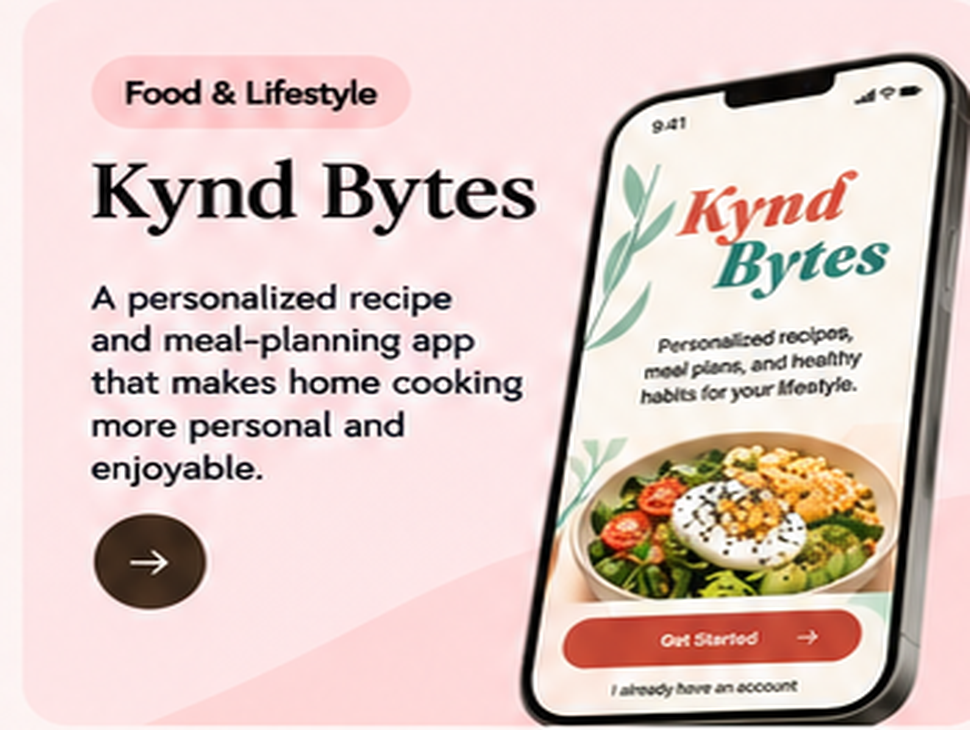 Food & Lifestyle
Kynd Bytes
A personalized recipe
and meal-planning app
that makes home cooking
more personal and
enjoyable.
9:41
Kynd
Bytes
Personalized recipes,
meal plans, and healthy
habits for your lifestyle.
Get Started
I already have an account